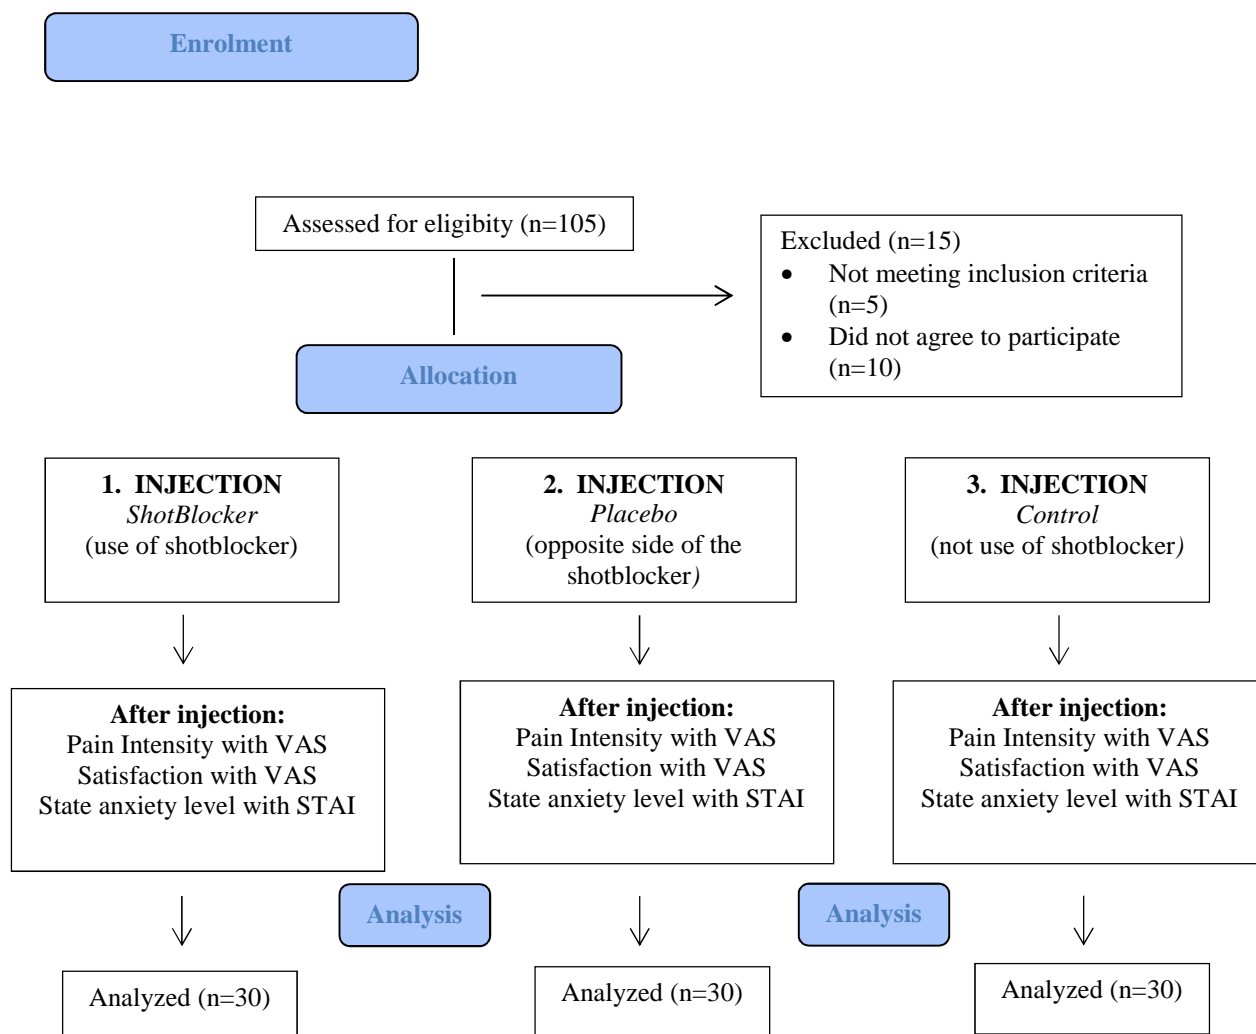 Enrolment
Assessed for eligibity (n=105)
Excluded (n=15)
• Not meeting inclusion criteria
(n=5)
• Did not agree to participate
(n=10)
Allocation
1. INJECTION
ShotBlocker
(use of shotblocker)
2. INJECTION
Placebo
(opposite side of the
shotblocker)
3. INJECTION
Control
(not use of shotblocker)
After injection:
Pain Intensity with VAS
Satisfaction with VAS
State anxiety level with STAI
After injection:
Pain Intensity with VAS
Satisfaction with VAS
State anxiety level with STAI
After injection:
Pain Intensity with VAS
Satisfaction with VAS
State anxiety level with STAI
Analysis
Analysis
Analyzed (n=30)
Analyzed (n=30)
Analyzed (n=30)